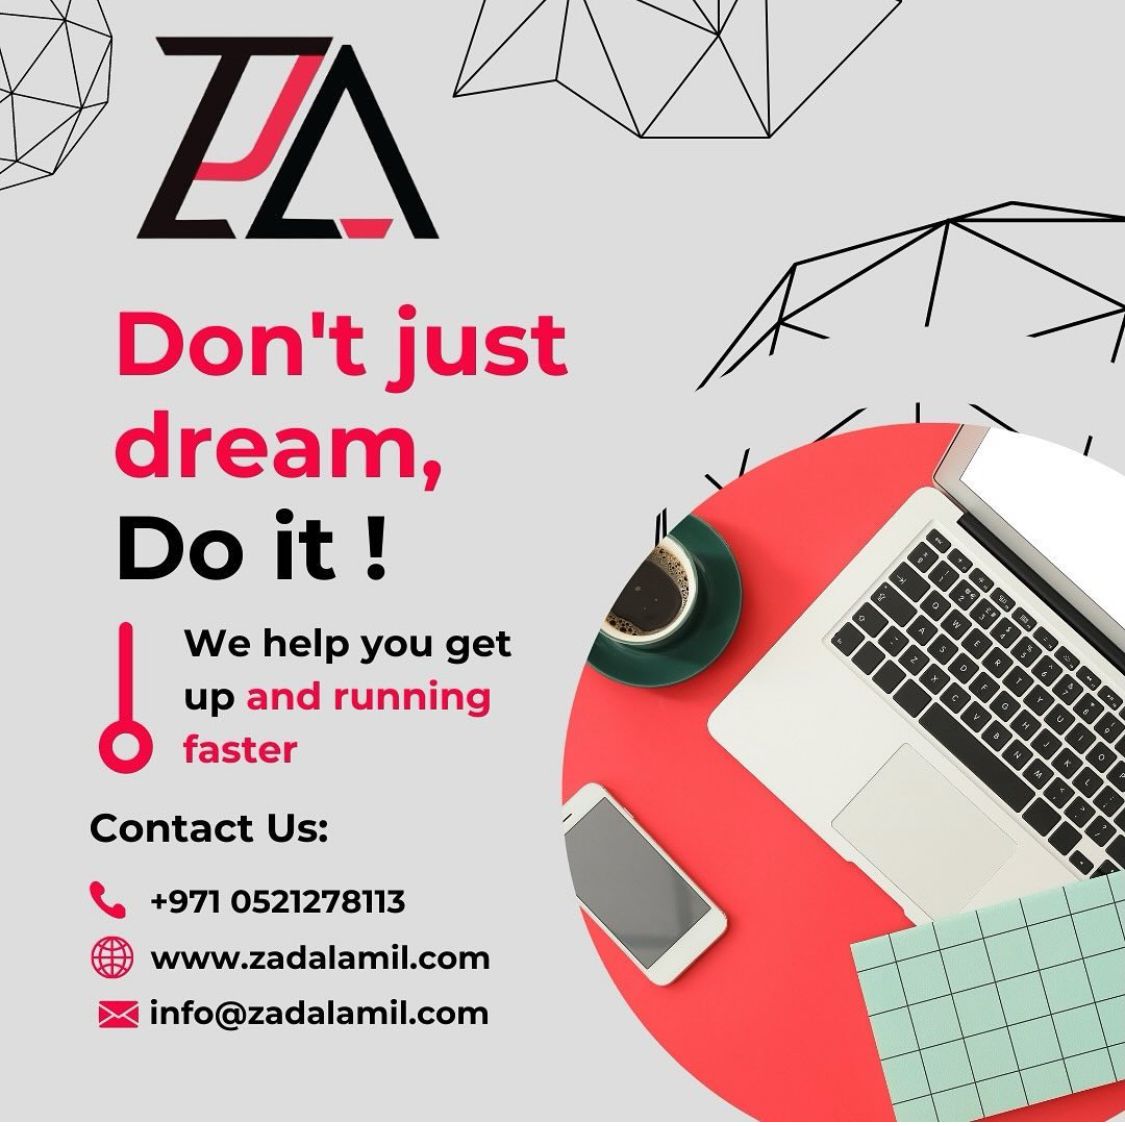 ZA
Don't just
dream,
Do it !
We help you get
up and running
faster
Contact Us:
+971 0521278113
www.zadalamil.com
info@zadalamil.com